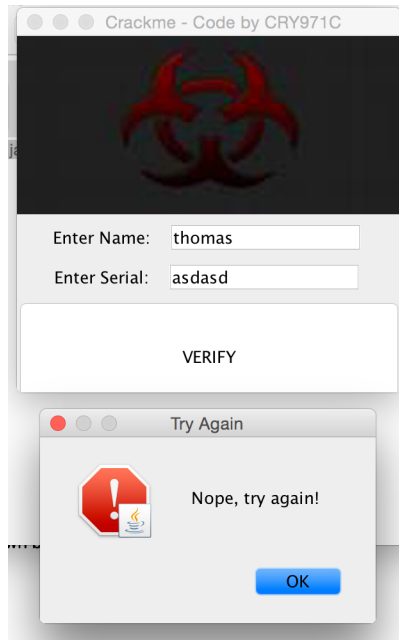 Crackme - Code by CRY971C
Enter Name: thomas
Enter Serial: asdasd
VERIFY
Try Again
Nope, try again!
OK